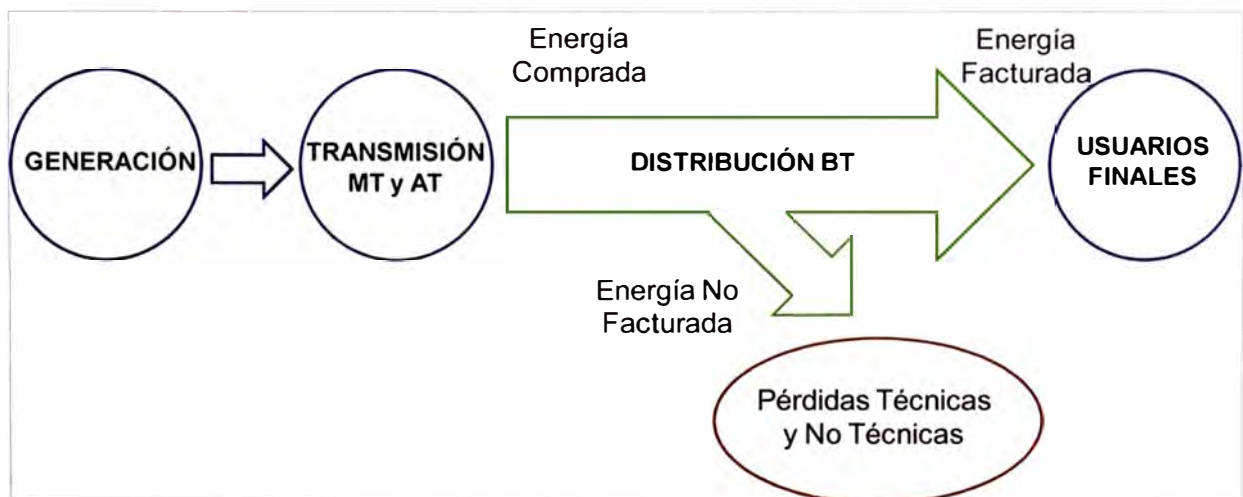 GENERACIÓN
TRANSMISIÓN
MT y AT
Energía
Comprada
DISTRIBUCIÓN BT
Energía
Facturada
USUARIOS
FINALES
Energía No
Facturada
Pérdidas Técnicas
y No Técnicas